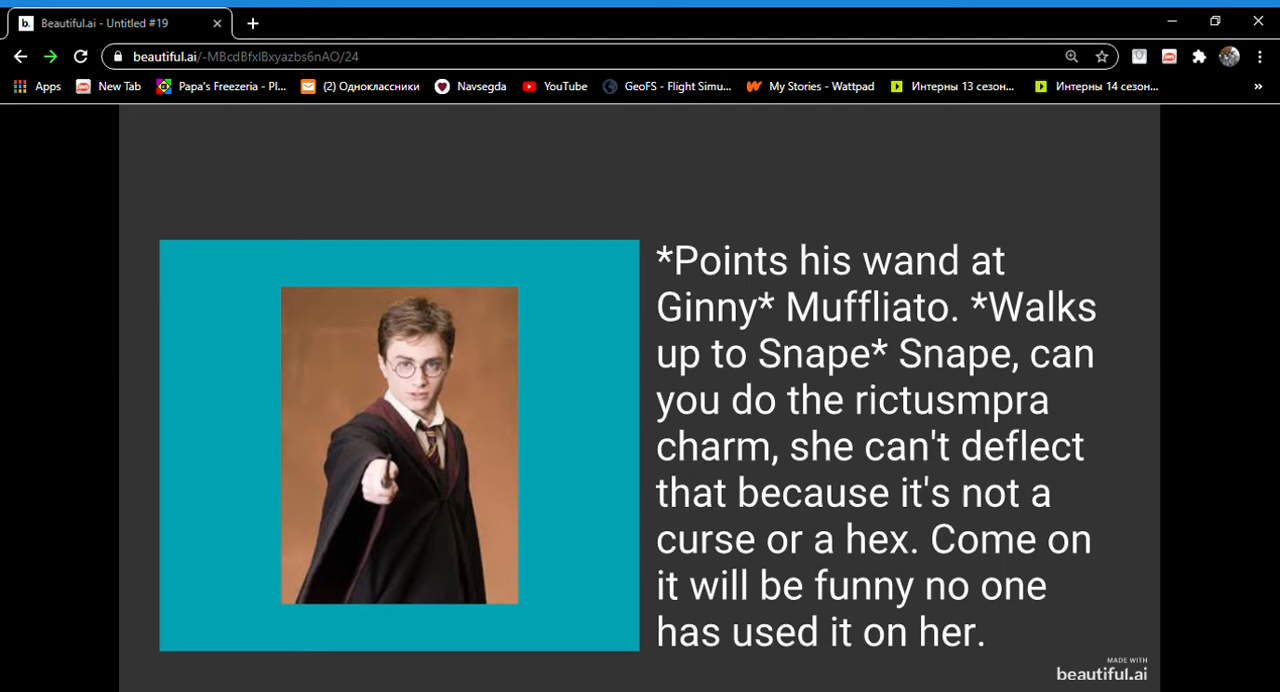 b. Beautiful.ai - Untitled #19
beautiful.ai/-MBcdBfxlBxyazbs6nAO/24
Apps New Tab Papa's Freezeria - Pl... (2) Одноклассники Navsegda YouTube GeoFS - Flight Simu... My Stories - Wattpad Интерны 13 сезон... Интерны 14 сезон... »
*Points his wand at
Ginny* Muffliato. *Walks
up to Snape* Snape, can
you do the rictusmpra
charm, she can't deflect
that because it's not a
curse or a hex. Come on
it will be funny no one
has used it on her.
MADE WITH
beautiful.ai